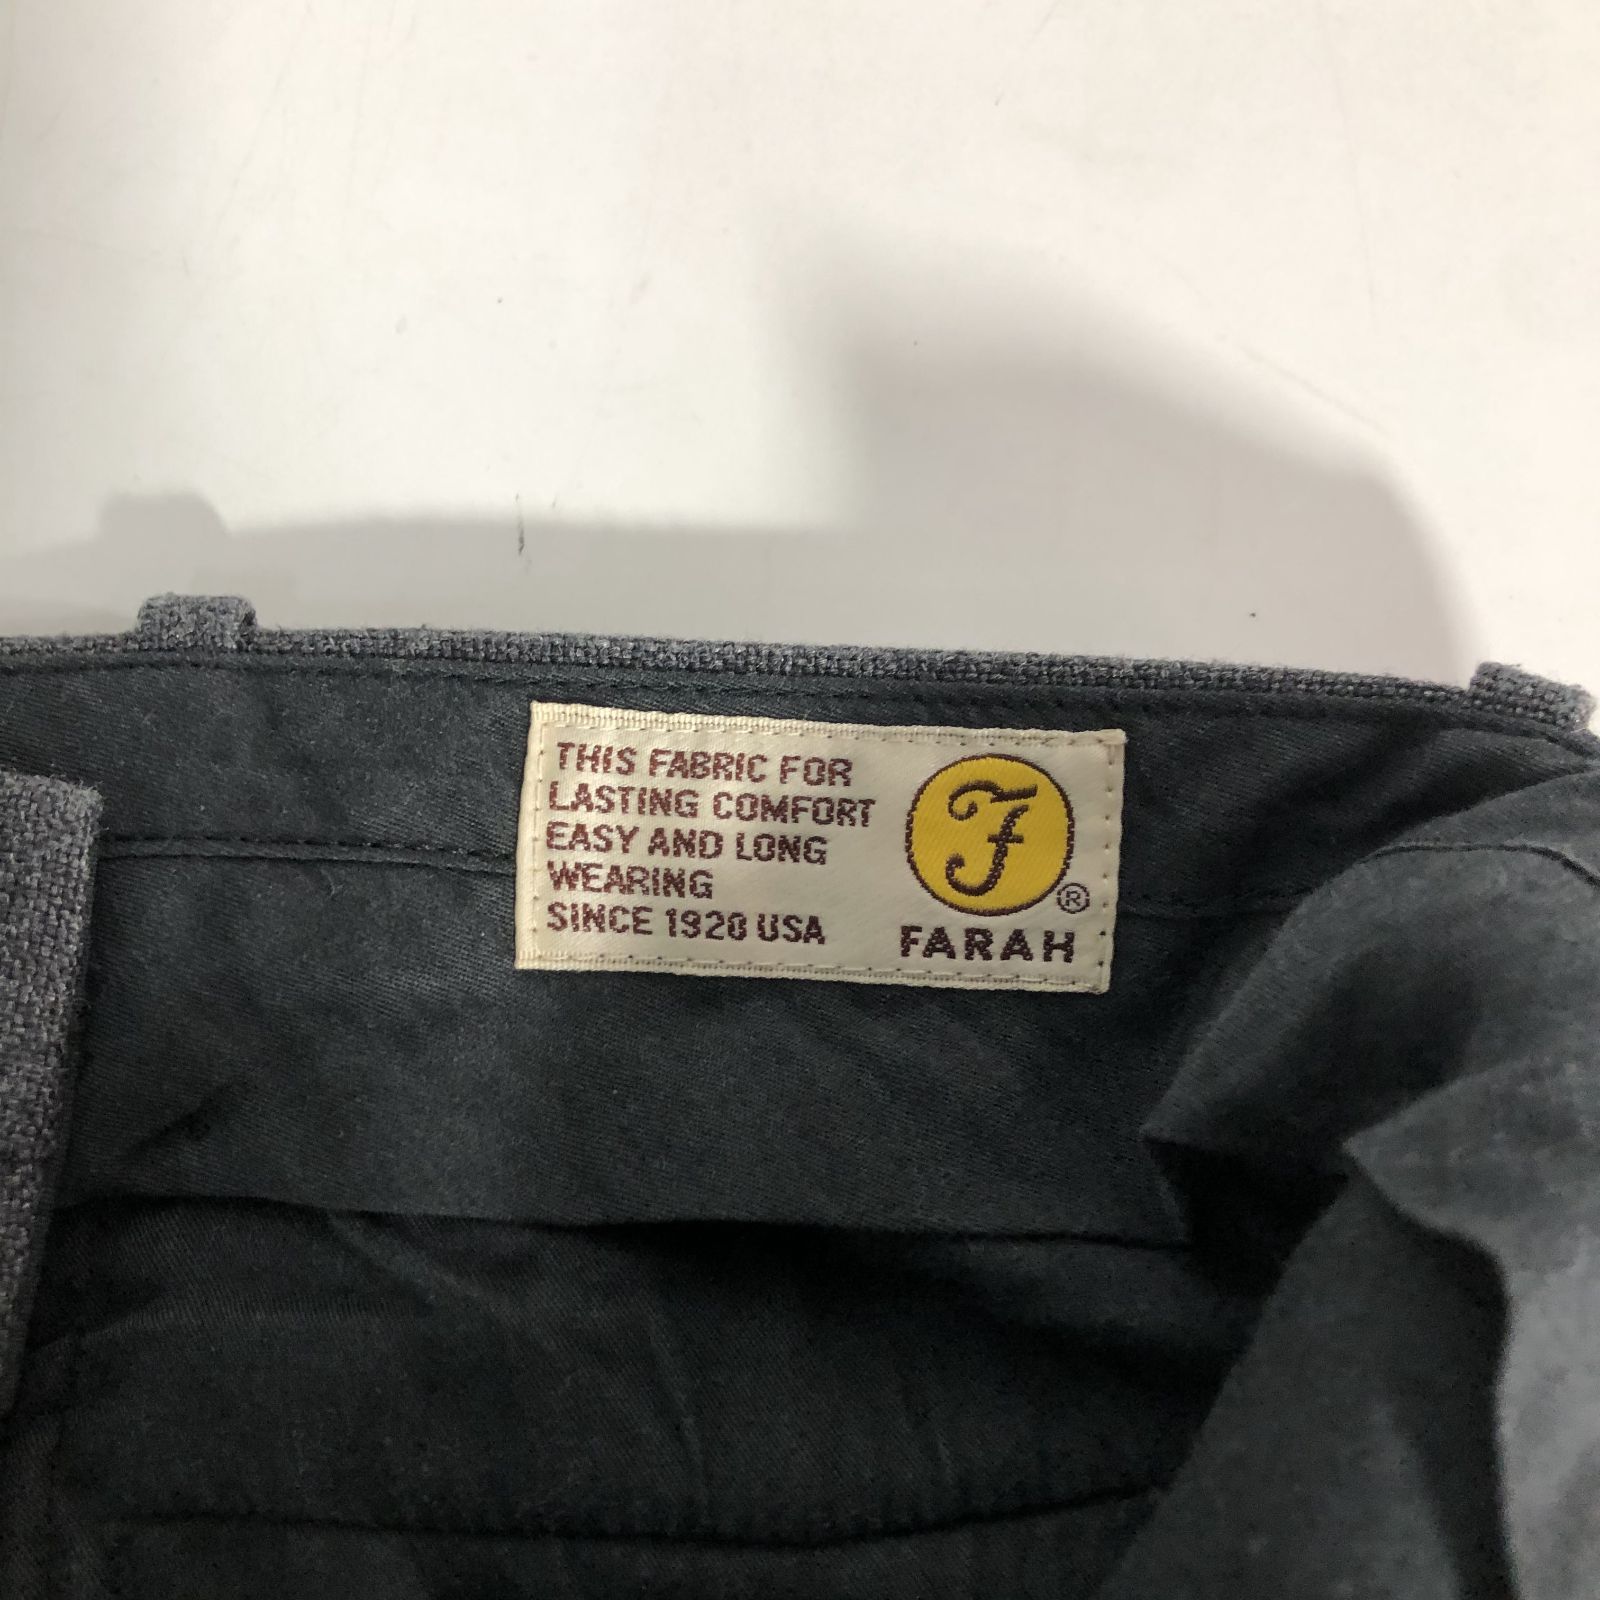 THIS FABRIC FOR
LASTING COMFORT
EASY AND LONG
WEARING
SINCE 1920 USA
F
®
FARAH